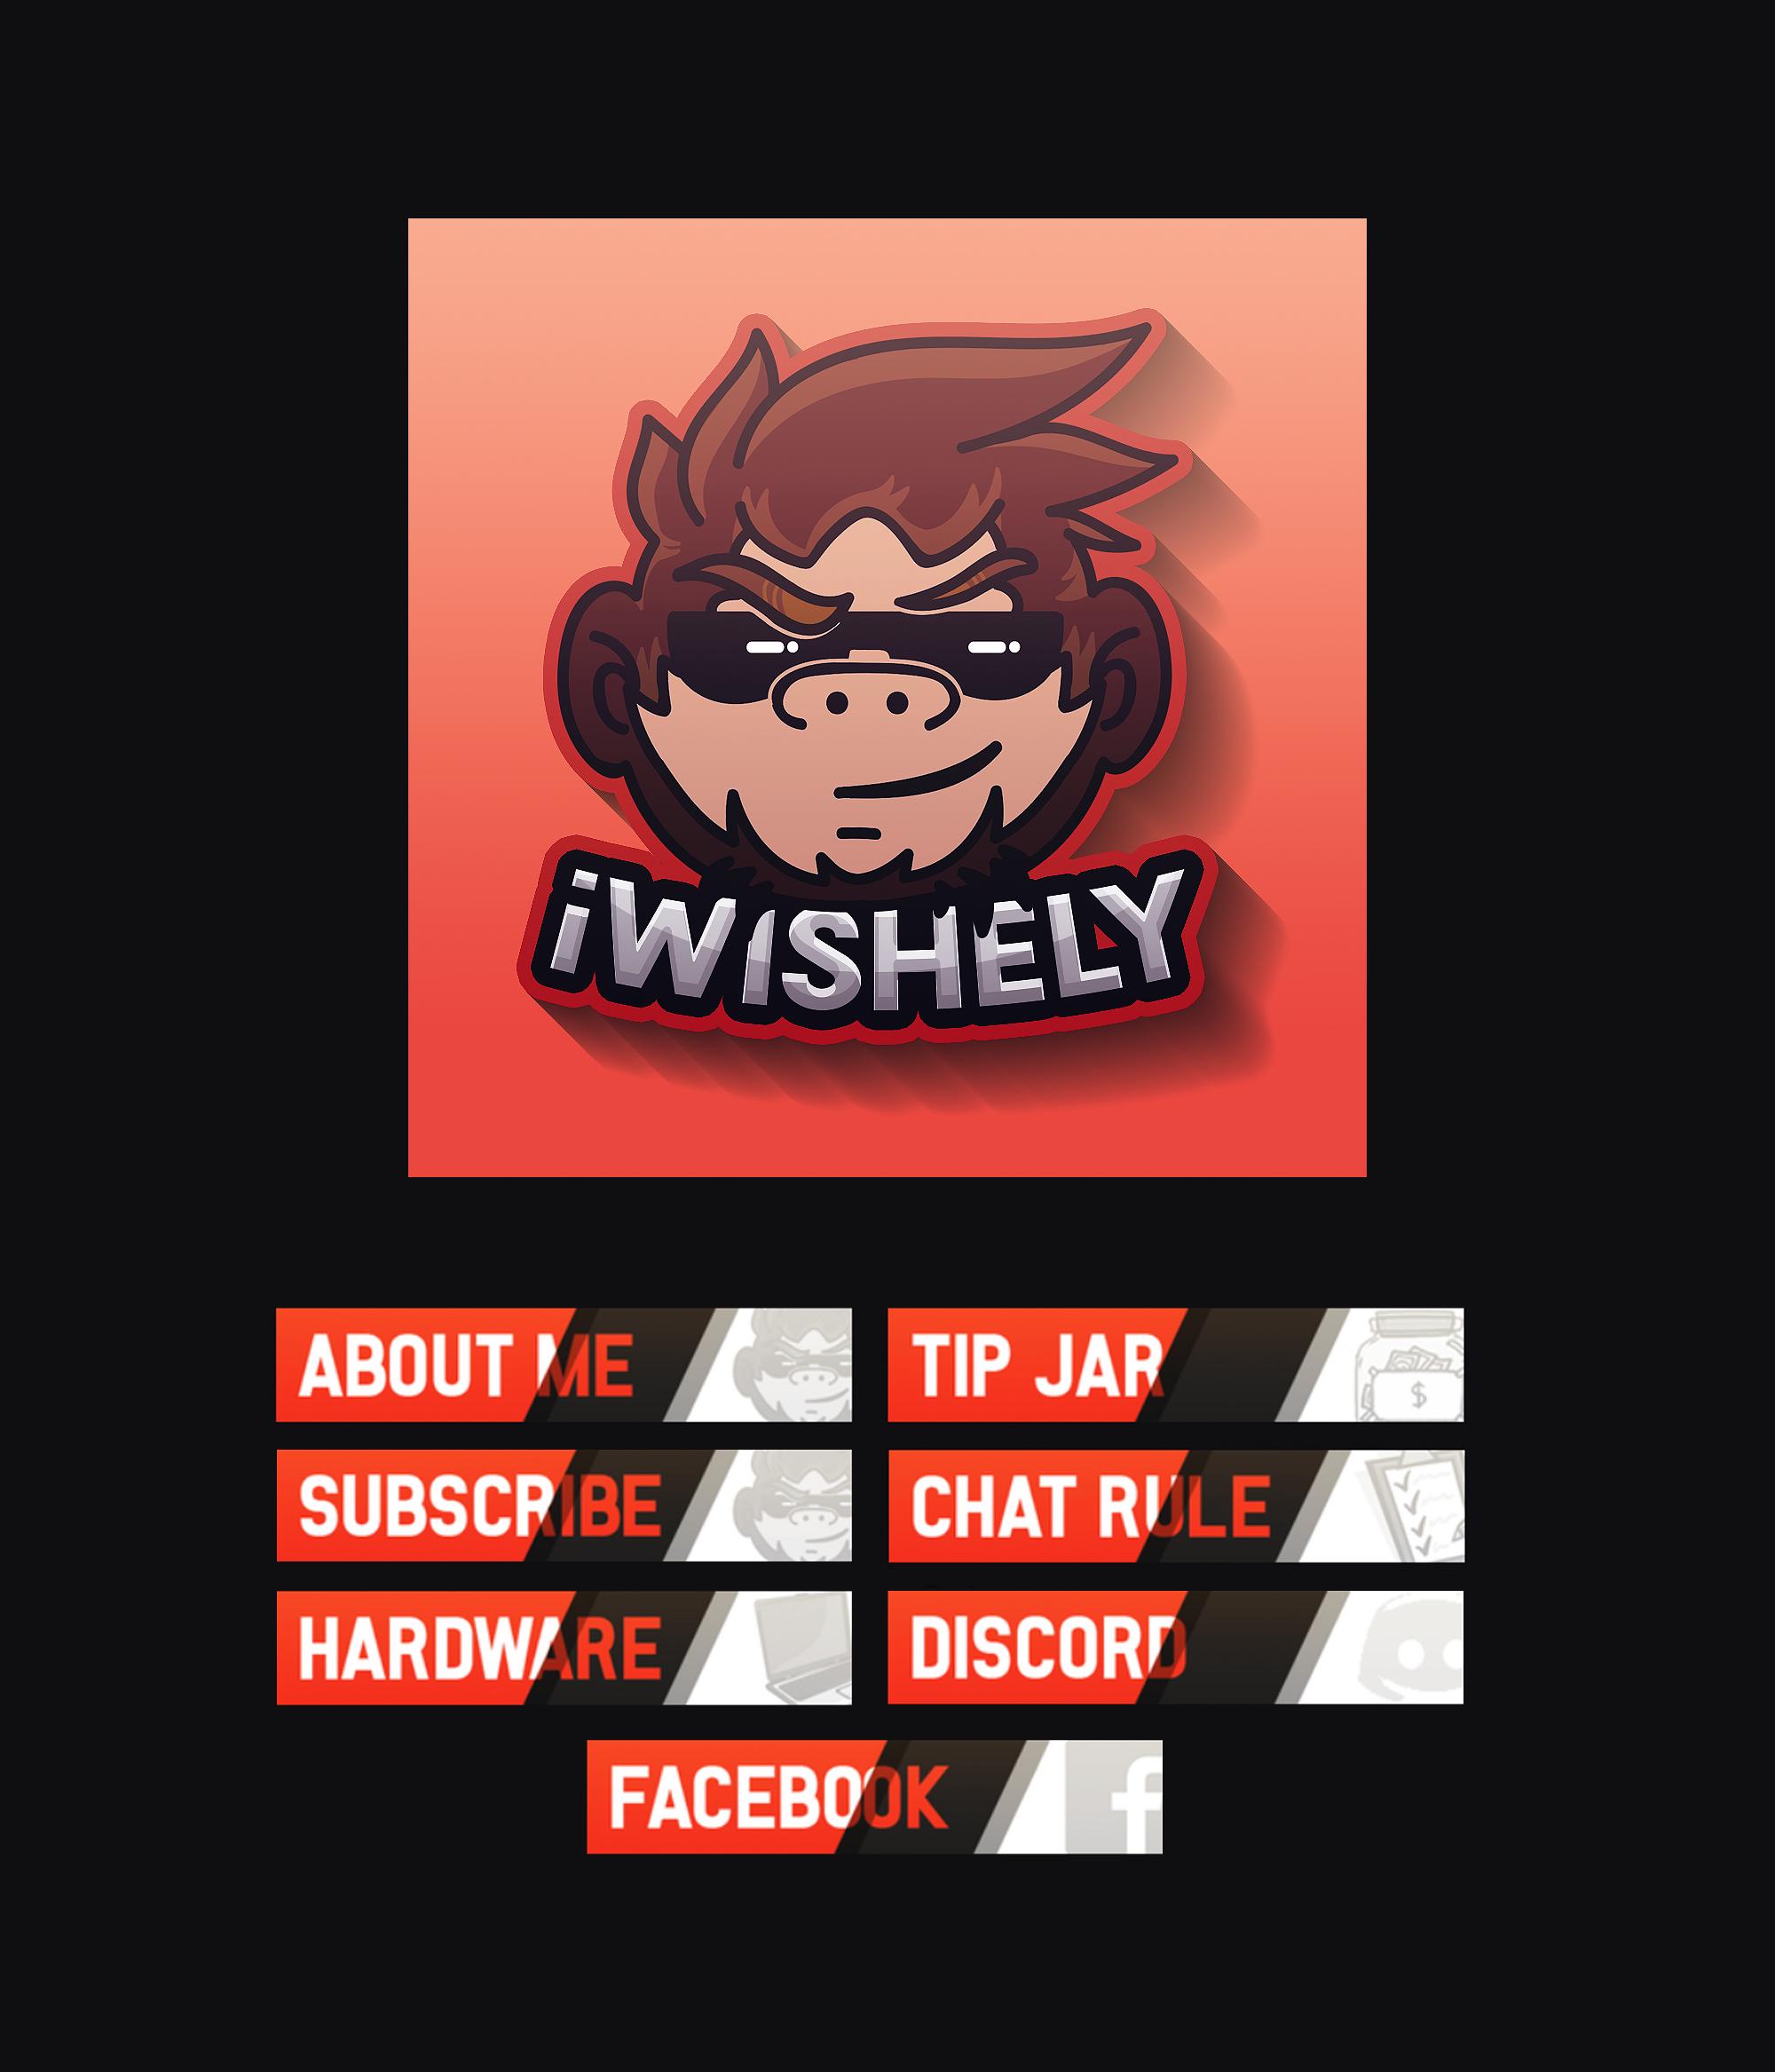 iWISHELY
ABOUT ME
TIP JAR
$
SUBSCRIBE
CHAT RULE
HARDWARE
DISCORD
FACEBOOK
f